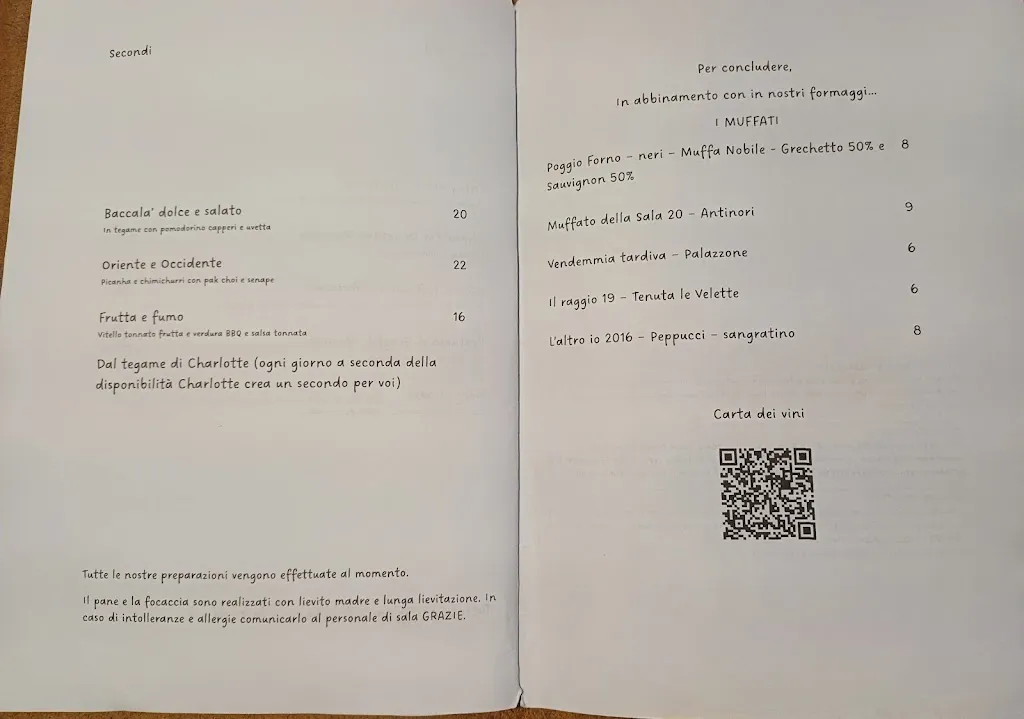 Secondi
Baccala' dolce e salato 20
In tegame con pomodorino capperi e uvetta
Oriente e Occidente 22
Picanha e chimichurri con pak choi e senape
Frutta e fumo 16
Vitello tonnato frutta e verdura BBQ e salsa tonnata
Dal tegame di Charlotte (ogni giorno a seconda della
disponibilità Charlotte crea un secondo per voi)
Tutte le nostre preparazioni vengono effettuate al momento.
Il pane e la focaccia sono realizzati con lievito madre e lunga lievitazione. In
caso di intolleranze e allergie comunicarlo al personale di sala GRAZIE.
Per concludere,
In abbinamento con in nostri formaggi...
I MUFFATI
Poggio Forno – neri – Muffa Nobile - Grechetto 50% e 8
Sauvignon 50%
Muffato della Sala 20 – Antinori 9
Vendemmia tardiva – Palazzone 6
Il raggio 19 – Tenuta le Velette 6
L'altro io 2016 – Peppucci – sangratino 8
Carta dei vini